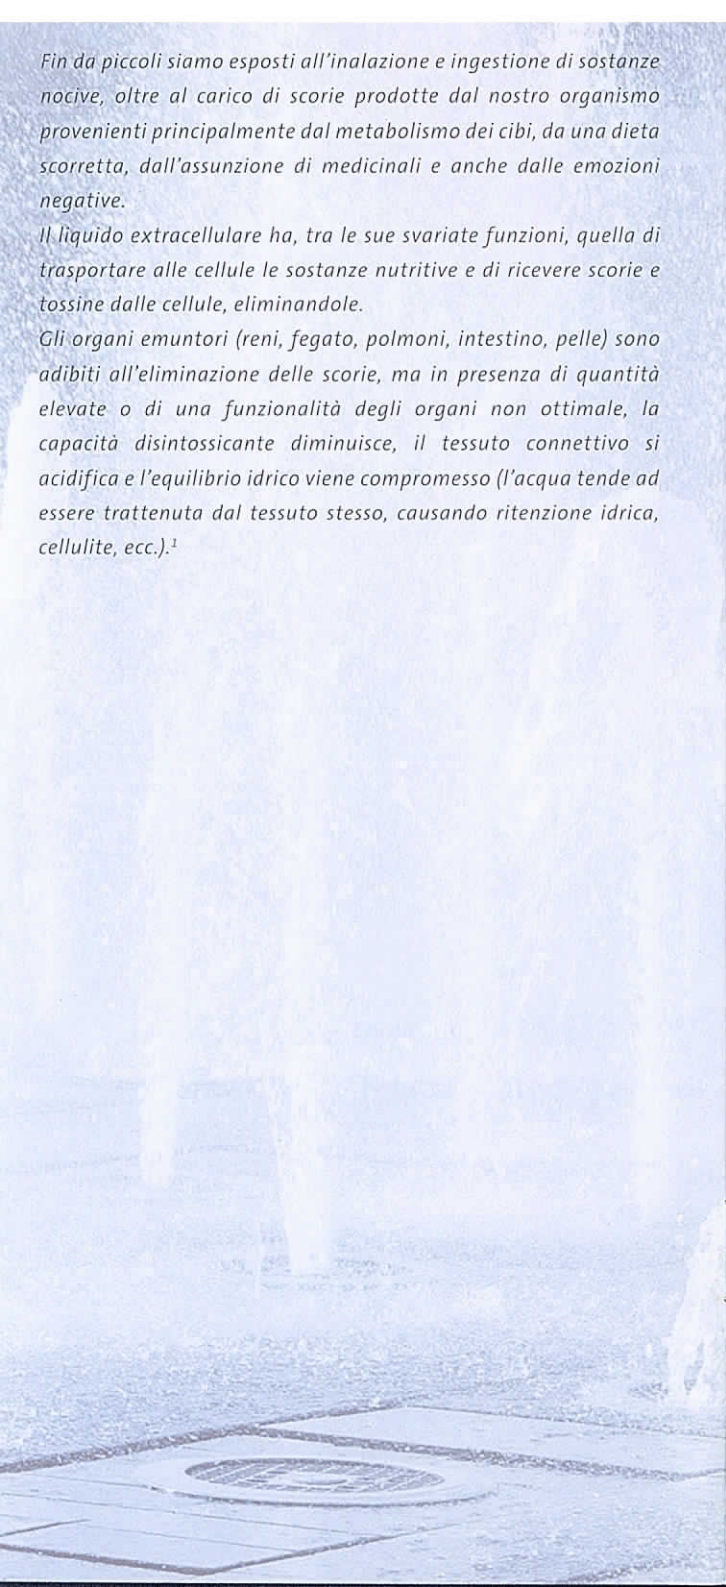 Fin da piccoli siamo esposti all'inalazione e ingestione di sostanze
nocive, oltre al carico di scorie prodotte dal nostro organismo
provenienti principalmente dal metabolismo dei cibi, da una dieta
scorretta, dall'assunzione di medicinali e anche dalle emozioni
negative.
Il liquido extracellulare ha, tra le sue svariate funzioni, quella di
trasportare alle cellule le sostanze nutritive e di ricevere scorie e
tossine dalle cellule, eliminandole.
Gli organi emuntori (reni, fegato, polmoni, intestino, pelle) sono
adibiti all'eliminazione delle scorie, ma in presenza di quantità
elevate o di una funzionalità degli organi non ottimale, la
capacità disintossicante diminuisce, il tessuto connettivo si
acidifica e l'equilibrio idrico viene compromesso (l'acqua tende ad
essere trattenuta dal tessuto stesso, causando ritenzione idrica,
cellulite, ecc.).¹